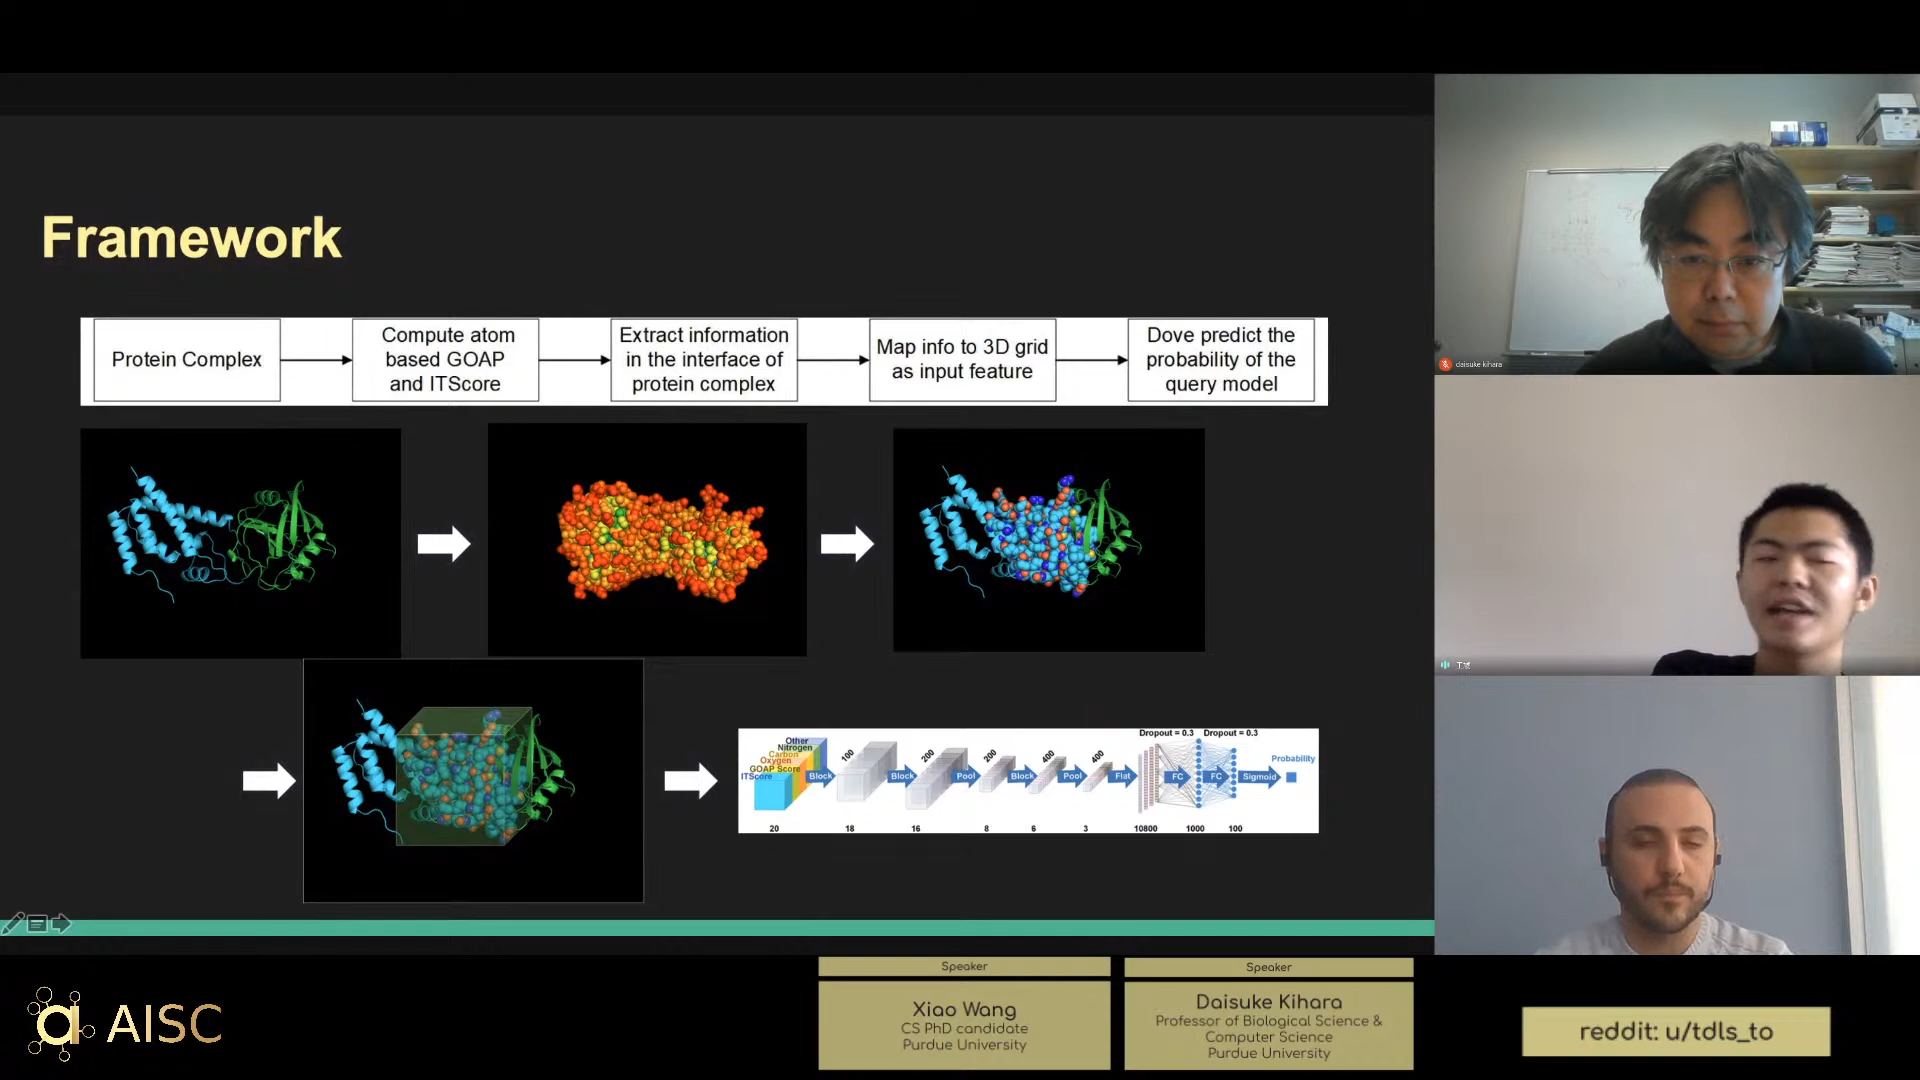 Framework
Protein Complex
Compute atom
based GOAP
and ITScore
Extract information
in the interface of
protein complex
Map info to 3D grid
as input feature
Dove predict the
probability of the
query model
Other
Nitrogen
Carbon
Oxygen
GOAP Score
ITScore
Block
100
Block
200
Pool
200
Block
400
Pool
400
Flat
Dropout = 0.3
Dropout = 0.3
FC
FC
Sigmoid
Probability
20
18
16
8
6
3
10800
1000
100
daisuke kihara
AISC
Speaker
Xiao Wang
CS PhD candidate
Purdue University
Speaker
Daisuke Kihara
Professor of Biological Science &
Computer Science
Purdue University
reddit: u/tdls_to